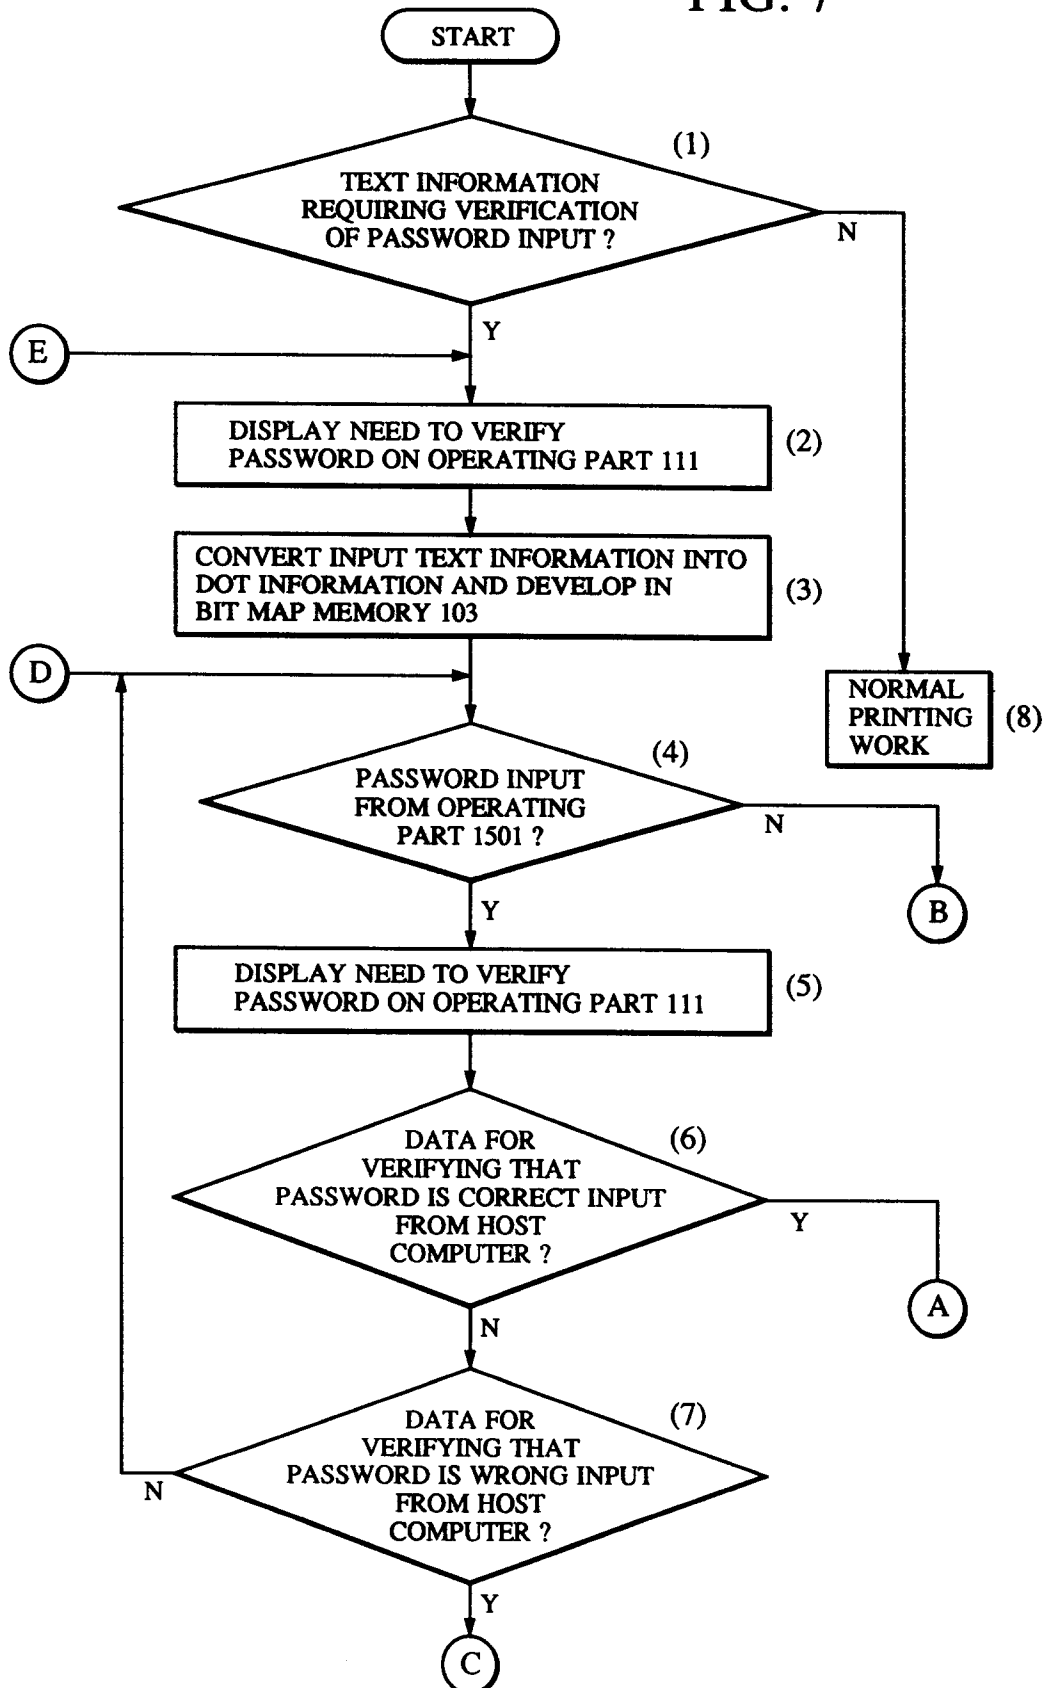 FIG. 7
START
(1)
TEXT INFORMATION
REQUIRING VERIFICATION
OF PASSWORD INPUT ?
N
Y
E
DISPLAY NEED TO VERIFY
PASSWORD ON OPERATING PART 111
(2)
CONVERT INPUT TEXT INFORMATION INTO
DOT INFORMATION AND DEVELOP IN
BIT MAP MEMORY 103
(3)
D
NORMAL
PRINTING
WORK
(8)
(4)
PASSWORD INPUT
FROM OPERATING
PART 1501 ?
N
B
Y
DISPLAY NEED TO VERIFY
PASSWORD ON OPERATING PART 111
(5)
(6)
DATA FOR
VERIFYING THAT
PASSWORD IS CORRECT INPUT
FROM HOST
COMPUTER ?
Y
A
N
(7)
DATA FOR
VERIFYING THAT
PASSWORD IS WRONG INPUT
FROM HOST
COMPUTER ?
N
Y
C